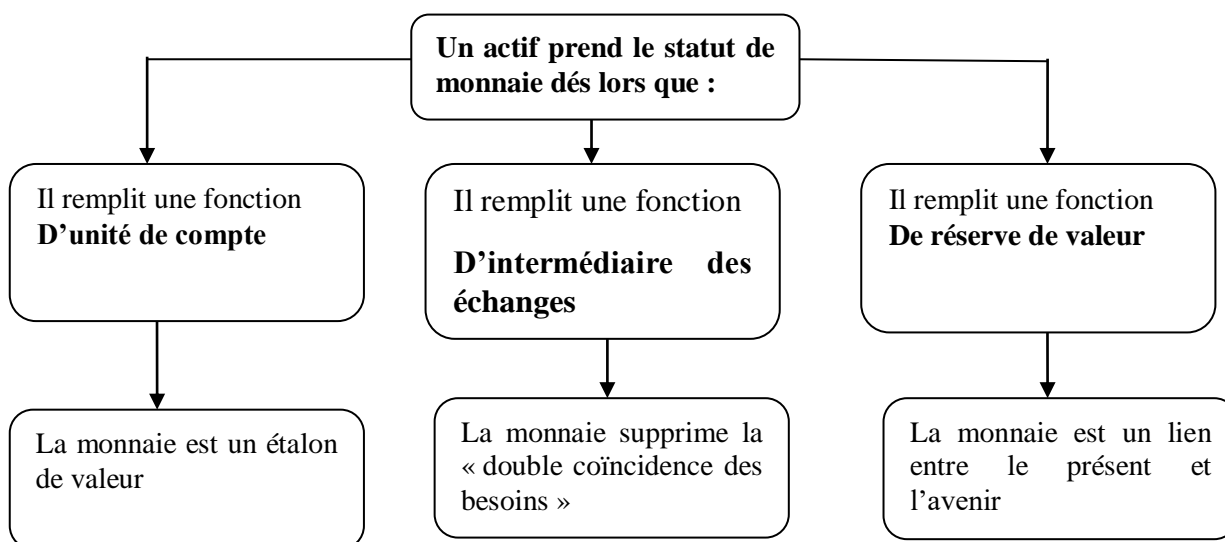 Un actif prend le statut de
monnaie dés lors que :
Il remplit une fonction
D'unité de compte
Il remplit une fonction
D'intermédiaire des
échanges
Il remplit une fonction
De réserve de valeur
La monnaie est un étalon
de valeur
La monnaie supprime la
« double coïncidence des
besoins »
La monnaie est un lien
entre le présent et
l'avenir